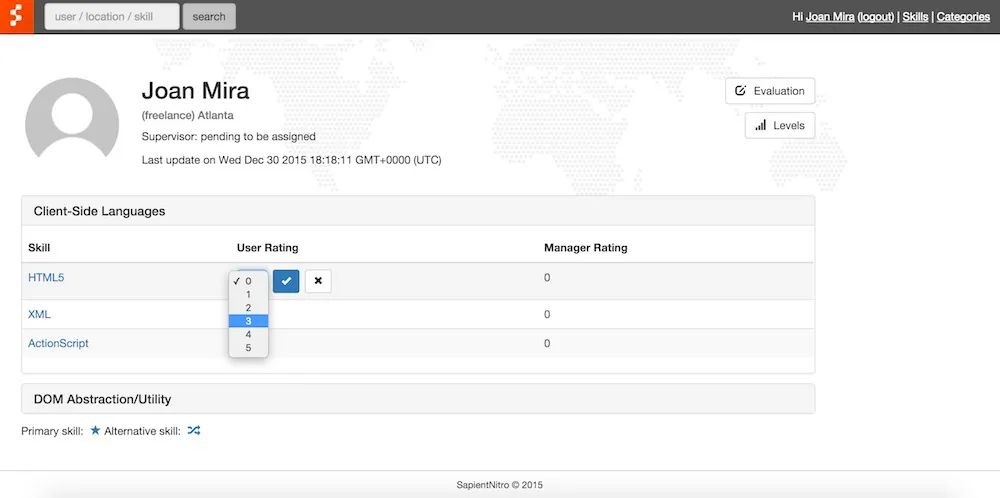 user / location / skill search Hi Joan Mira (logout) | Skills | Categories
Joan Mira
(freelance) Atlanta
Supervisor: pending to be assigned
Last update on Wed Dec 30 2015 18:18:11 GMT+0000 (UTC)
Evaluation
Levels
Client-Side Languages
Skill User Rating Manager Rating
HTML5 0
✓ 0
1
2
3
4
5
XML 0
ActionScript 0
DOM Abstraction/Utility
Primary skill: Alternative skill:
SapientNitro © 2015